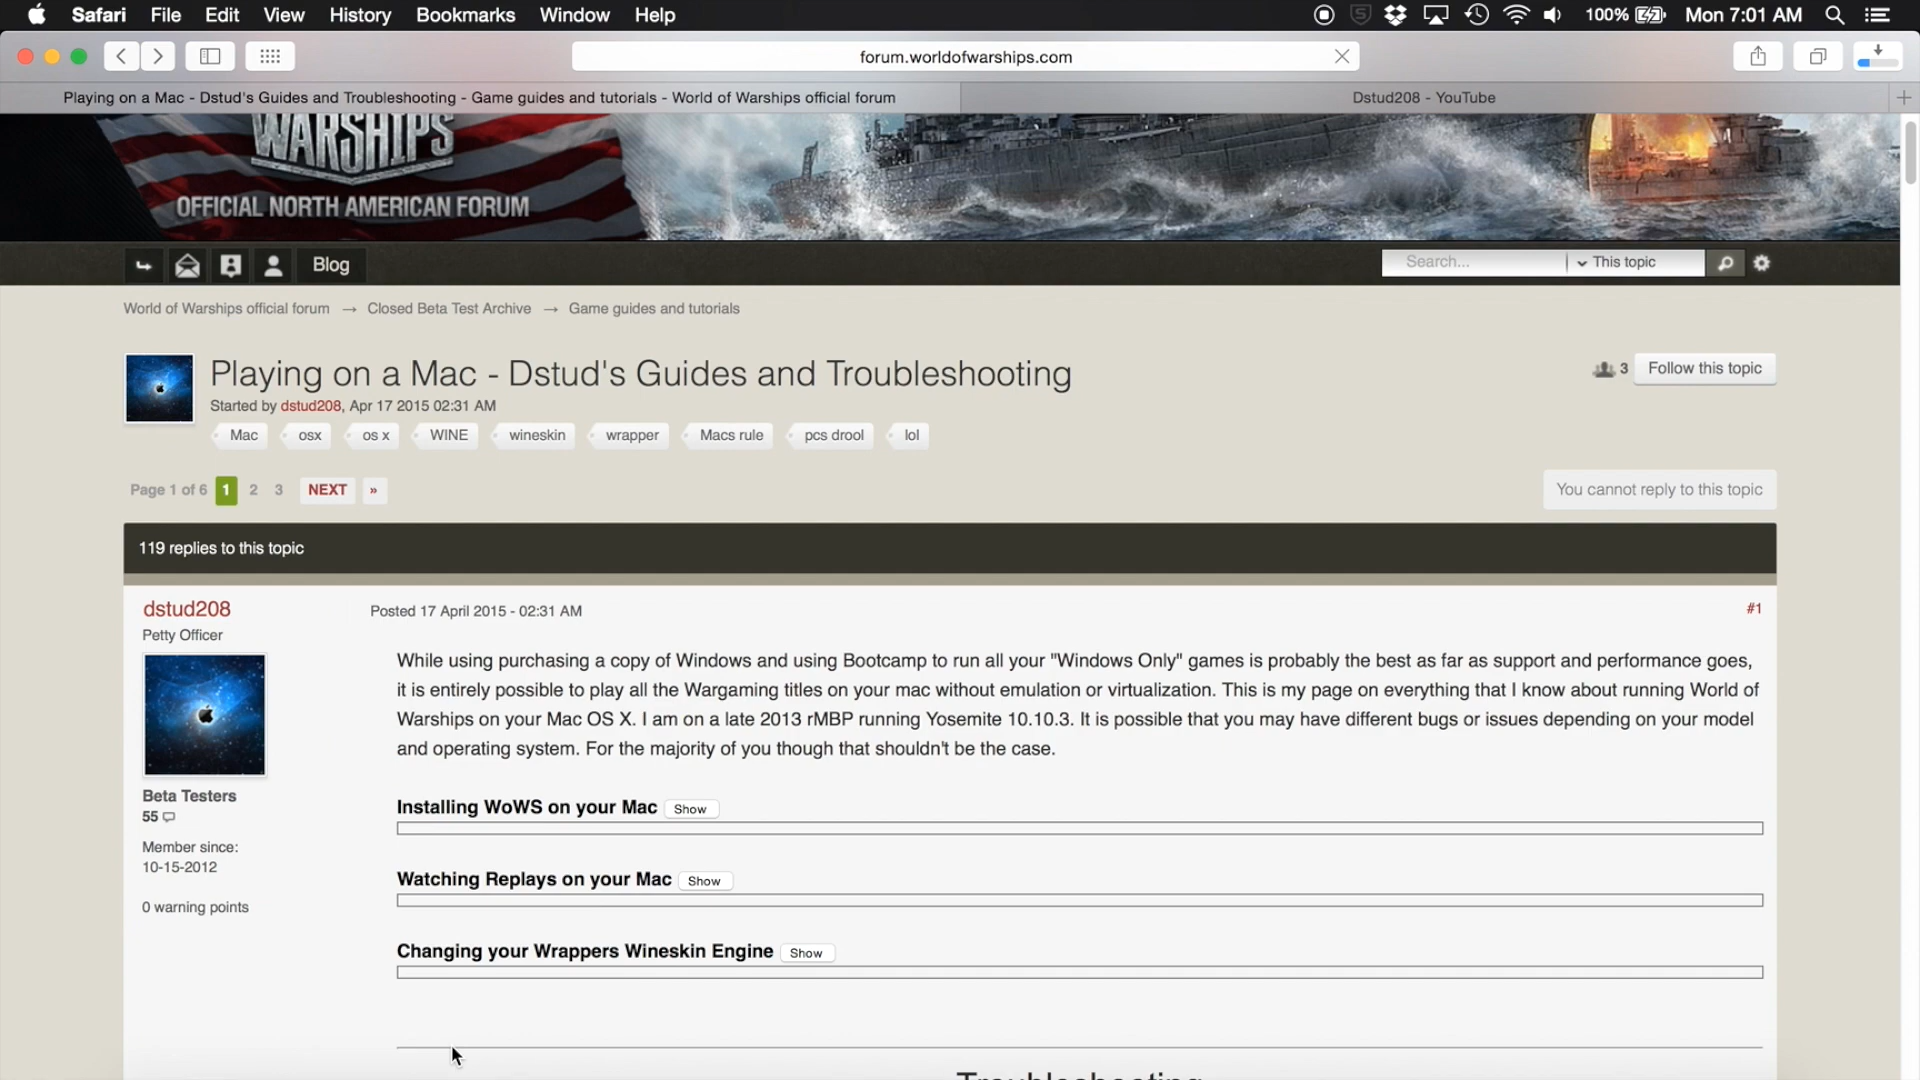 Safari File Edit View History Bookmarks Window Help 100% Mon 7:01 AM
forum.worldofwarships.com
Playing on a Mac - Dstud's Guides and Troubleshooting - Game guides and tutorials - World of Warships official forum
Dstud208 - YouTube
WARSHIPS
OFFICIAL NORTH AMERICAN FORUM
Blog
Search... This topic
World of Warships official forum → Closed Beta Test Archive → Game guides and tutorials
Playing on a Mac - Dstud's Guides and Troubleshooting
3 Follow this topic
Started by dstud208, Apr 17 2015 02:31 AM
Mac osx os x WINE wineskin wrapper Macs rule pcs drool lol
Page 1 of 6 1 2 3 NEXT »
You cannot reply to this topic
119 replies to this topic
dstud208
Petty Officer
Beta Testers
55
Member since:
10-15-2012
0 warning points
Posted 17 April 2015 - 02:31 AM
#1
While using purchasing a copy of Windows and using Bootcamp to run all your "Windows Only" games is probably the best as far as support and performance goes,
it is entirely possible to play all the Wargaming titles on your mac without emulation or virtualization. This is my page on everything that I know about running World of
Warships on your Mac OS X. I am on a late 2013 rMBP running Yosemite 10.10.3. It is possible that you may have different bugs or issues depending on your model
and operating system. For the majority of you though that shouldn't be the case.
Installing WoWS on your Mac Show
Watching Replays on your Mac Show
Changing your Wrappers Wineskin Engine Show
Troubleshooting